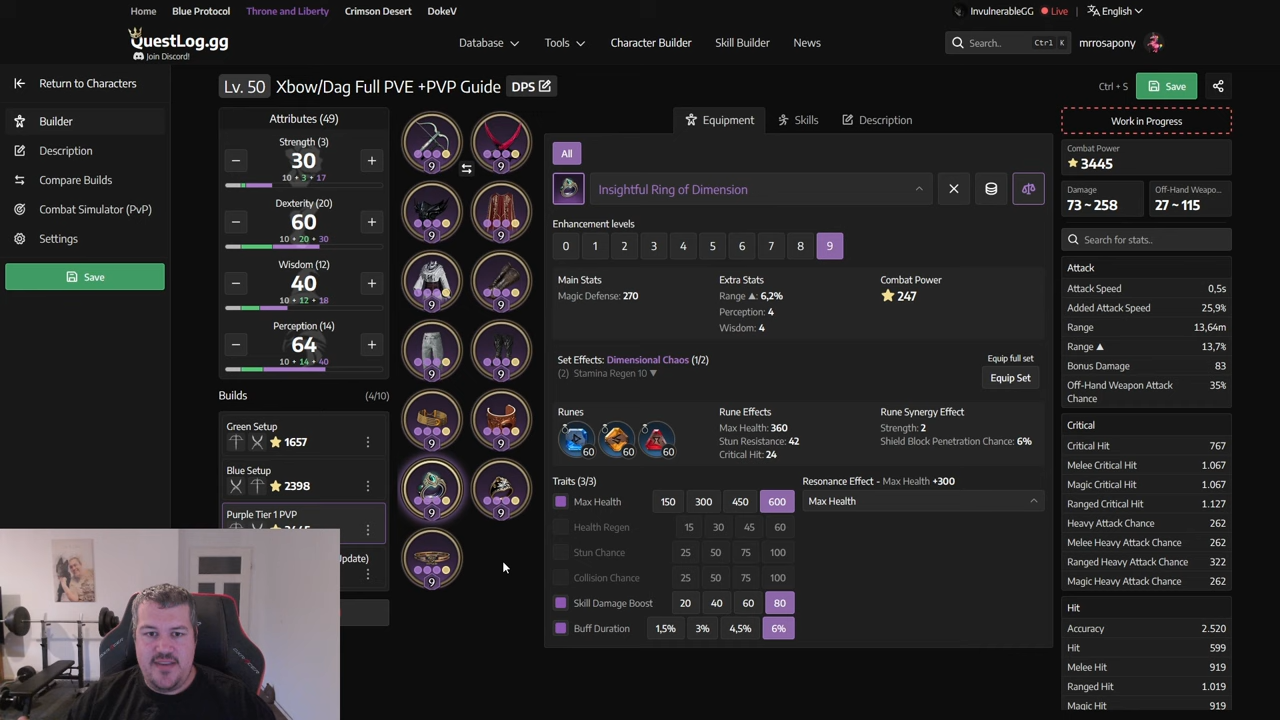 Home Blue Protocol Throne and Liberty Crimson Desert DokeV
InvulnerableGG Live English
QuestLog.gg
Join Discord!
Database Tools Character Builder Skill Builder News
Search.. Ctrl K
mrrosapony
Return to Characters
Builder
Description
Compare Builds
Combat Simulator (PvP)
Settings
Save
Lv. 50 Xbow/Dag Full PVE +PVP Guide DPS
Ctrl + S Save
Attributes (49)
Strength (3)
30
10 + 3 + 17
Dexterity (20)
60
10 + 20 + 30
Wisdom (12)
40
10 + 12 + 18
Perception (14)
64
10 + 14 + 40
Builds (4/10)
Green Setup
1657
Blue Setup
2398
Purple Tier 1 PVP
3445
Update)
9 9
9 9
9 9
9 9
9 9
9 9
9
Equipment Skills Description
All
Insightful Ring of Dimension
Enhancement levels
0 1 2 3 4 5 6 7 8 9
Main Stats
Magic Defense: 270
Extra Stats
Range ▲: 6,2%
Perception: 4
Wisdom: 4
Combat Power
247
Set Effects: Dimensional Chaos (1/2)
(2) Stamina Regen 10 ▼
Equip full set
Equip Set
Runes
60 60 60
Rune Effects
Max Health: 360
Stun Resistance: 42
Critical Hit: 24
Rune Synergy Effect
Strength: 2
Shield Block Penetration Chance: 6%
Traits (3/3)
Max Health 150 300 450 600
Health Regen 15 30 45 60
Stun Chance 25 50 75 100
Collision Chance 25 50 75 100
Skill Damage Boost 20 40 60 80
Buff Duration 1,5% 3% 4,5% 6%
Resonance Effect - Max Health +300
Max Health
Work in Progress
Combat Power
3445
Damage
73 ~ 258
Off-Hand Weapo...
27 ~ 115
Search for stats..
Attack
Attack Speed 0,5s
Added Attack Speed 25,9%
Range 13,64m
Range ▲ 13,7%
Bonus Damage 83
Off-Hand Weapon Attack 35%
Chance
Critical
Critical Hit 767
Melee Critical Hit 1.067
Magic Critical Hit 1.067
Ranged Critical Hit 1.127
Heavy Attack Chance 262
Melee Heavy Attack Chance 262
Ranged Heavy Attack Chance 322
Magic Heavy Attack Chance 262
Hit
Accuracy 2.520
Hit 599
Melee Hit 919
Ranged Hit 1.019
Magic Hit 919